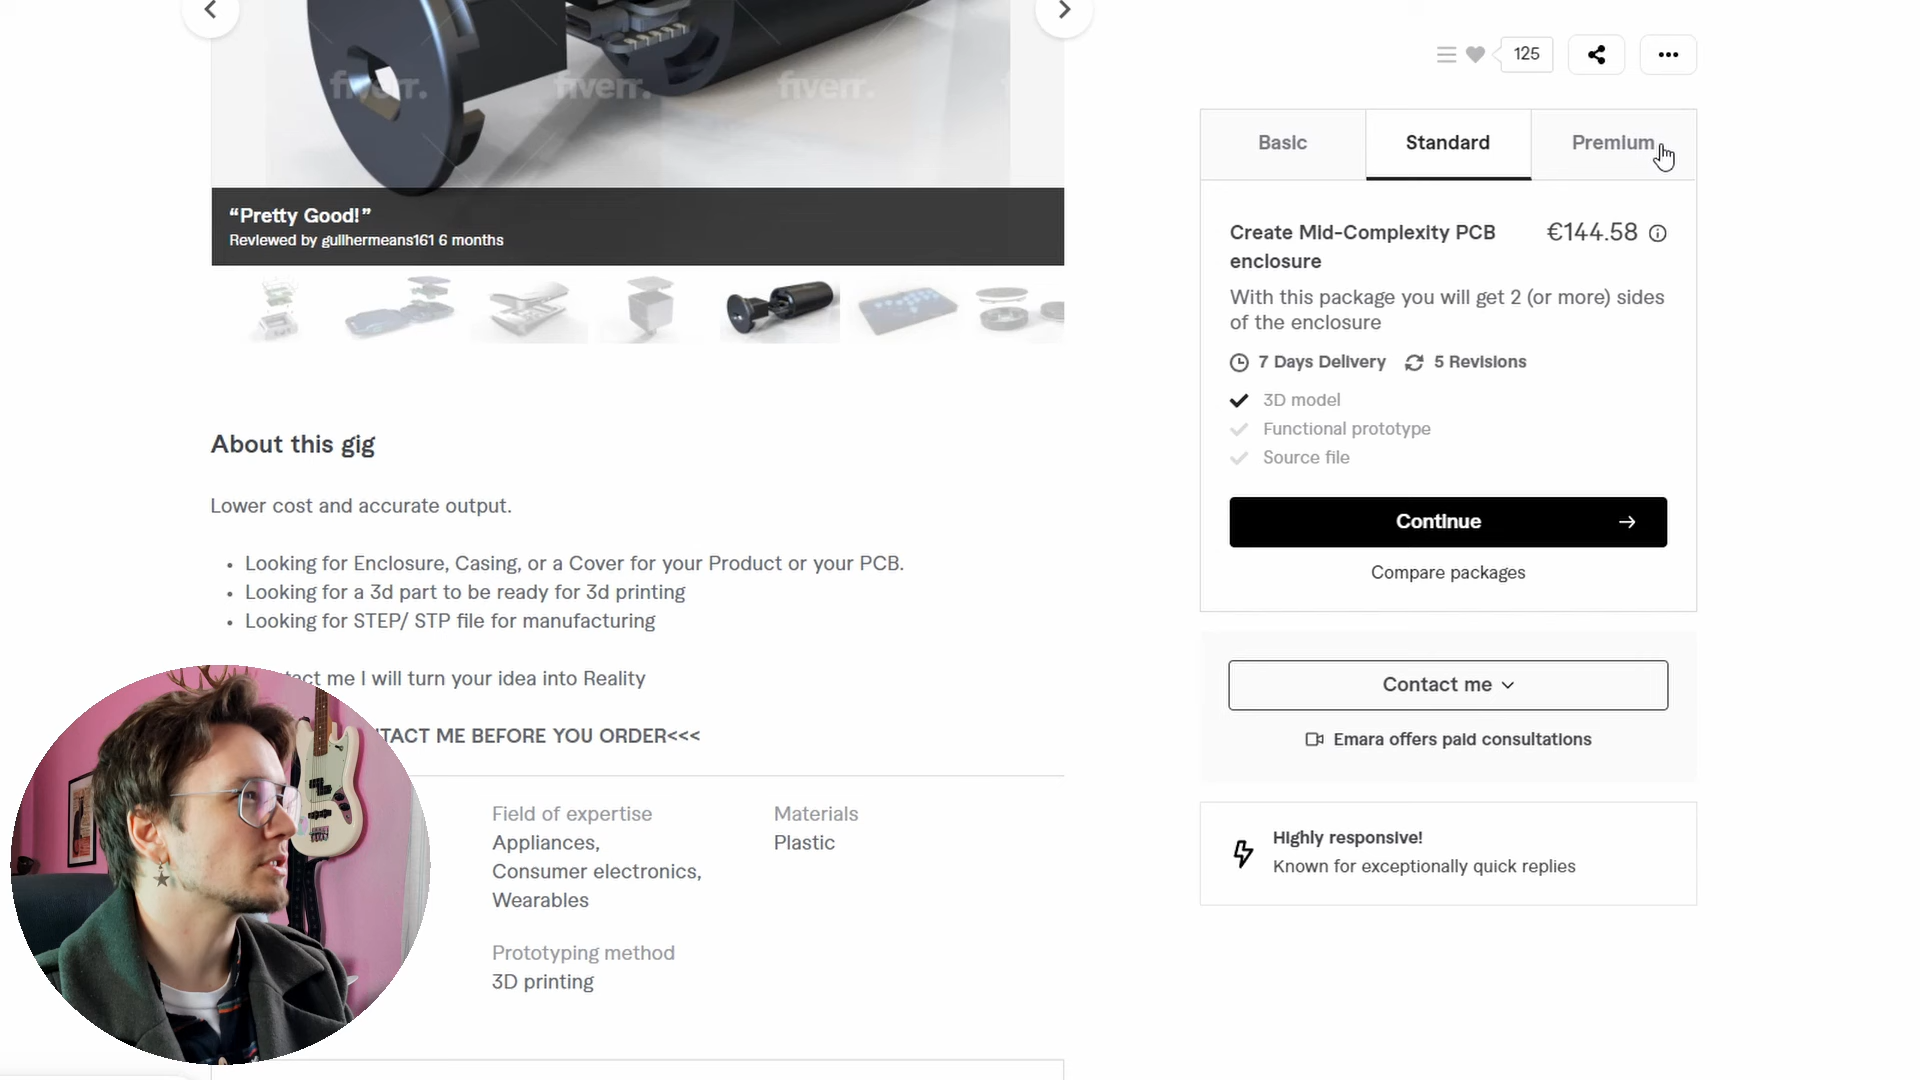 fiverr.
fiverr.
fiverr.
125
Basic
Standard
Premium
“Pretty Good!”
Reviewed by guilhermeans161 6 months
Create Mid-Complexity PCB
enclosure
€144.58
With this package you will get 2 (or more) sides
of the enclosure
7 Days Delivery
5 Revisions
3D model
Functional prototype
Source file
Continue
Compare packages
About this gig
Lower cost and accurate output.
• Looking for Enclosure, Casing, or a Cover for your Product or your PCB.
• Looking for a 3d part to be ready for 3d printing
• Looking for STEP/ STP file for manufacturing
me I will turn your idea into Reality
ME BEFORE YOU ORDER<<<
Contact me
Emara offers paid consultations
Field of expertise
Appliances,
Consumer electronics,
Wearables
Materials
Plastic
Prototyping method
3D printing
Highly responsive!
Known for exceptionally quick replies